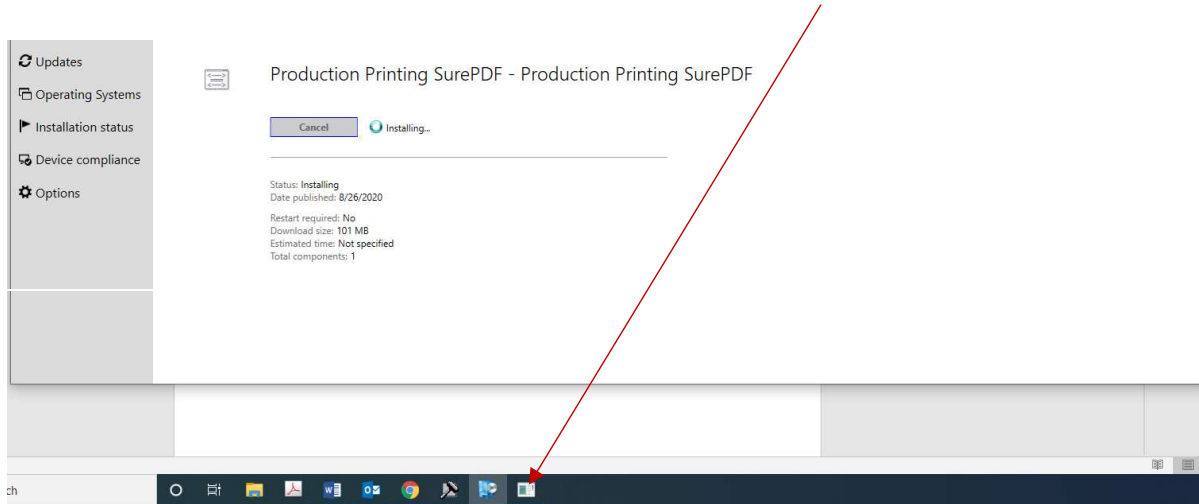 Updates
Operating Systems
Installation status
Device compliance
Options
Production Printing SurePDF - Production Printing SurePDF
Cancel Installing...
Status: Installing
Date published: 8/26/2020
Restart required: No
Download size: 101 MB
Estimated time: Not specified
Total components: 1
ch